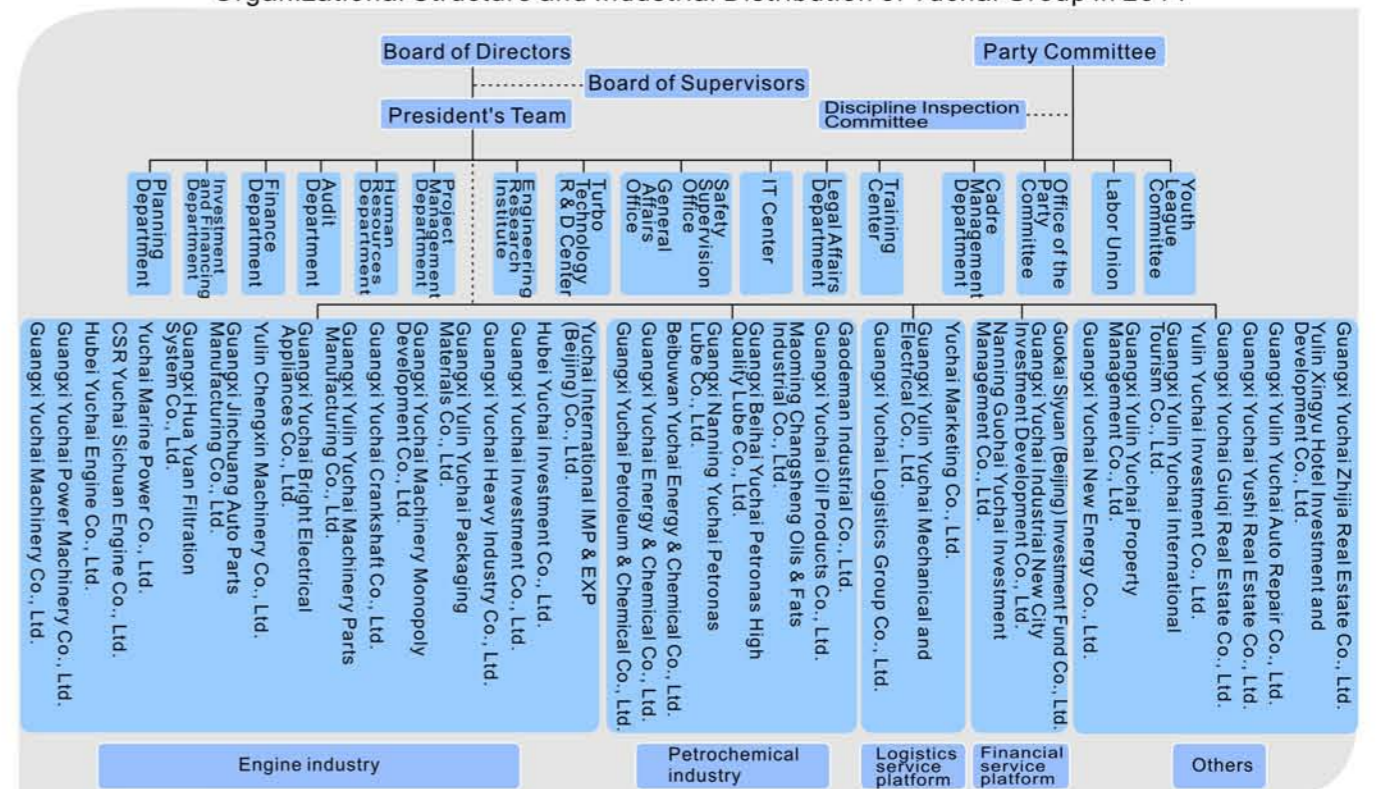 Organizational Structure and Industrial Distribution of Yuchai Group in 2014
Board of Directors
Party Committee
Board of Supervisors
President's Team
Discipline Inspection
Committee
Planning
Department
Investment
and Financing
Department
Finance
Department
Audit
Department
Human
Resources
Department
Project
Management
Department
Engineering
Research
Institute
Turbo
Technology
R & D Center
Safety
Supervision
Office
General
Affairs
Office
IT Center
Legal Affairs
Department
Training
Center
Cadre
Management
Department
Office of the
Party
Committee
Labor Union
Youth
League
Committee
Yuchai International IMP & EXP
(Beijing) Co., Ltd.
Hubei Yuchai Investment Co., Ltd.
Guangxi Yuchai Investment Co., Ltd.
Guangxi Yuchai Heavy Industry Co., Ltd.
Guangxi Yulin Yuchai Packaging
Materials Co., Ltd.
Guangxi Yuchai Machinery Monopoly
Development Co., Ltd.
Guangxi Yuchai Crankshaft Co., Ltd.
Guangxi Yulin Yuchai Machinery Parts
Manufacturing Co., Ltd.
Guangxi Yuchai Bright Electrical
Appliances Co., Ltd.
Yulin Chengxin Machinery Co., Ltd.
Guangxi Jinchuang Auto Parts
Manufacturing Co., Ltd.
Guangxi Hua Yuan Filtration
System Co., Ltd.
Yuchai Marine Power Co., Ltd.
CSR Yuchai Sichuan Engine Co., Ltd.
Hubei Yuchai Engine Co., Ltd.
Guangxi Yuchai Power Machinery Co., Ltd.
Guangxi Yuchai Machinery Co., Ltd.
Gaodeman Industrial Co., Ltd.
Guangxi Yuchai Oil Products Co., Ltd.
Maoming Changsheng Oils & Fats
Industrial Co., Ltd.
Guangxi Beihai Yuchai Petronas High
Quality Lube Co., Ltd.
Guangxi Nanning Yuchai Petronas
Lube Co., Ltd.
Beibuwan Yuchai Energy & Chemical Co., Ltd.
Guangxi Yuchai Energy & Chemical Co., Ltd.
Guangxi Yuchai Petroleum & Chemical Co., Ltd.
Yuchai Marketing Co., Ltd.
Guangxi Yulin Yuchai Mechanical and
Electrical Co., Ltd.
Guangxi Yuchai Logistics Group Co., Ltd.
Guokai Siyuan (Beijing) Investment Fund Co., Ltd.
Guangxi Yuchai Industrial New City
Investment Development Co., Ltd.
Nanning Guohai Yuchai Investment
Management Co., Ltd.
Guangxi Yuchai Zhijia Real Estate Co., Ltd.
Yulin Xingyu Hotel Investment and
Development Co., Ltd.
Guangxi Yulin Yuchai Auto Repair Co., Ltd.
Guangxi Yuchai Yushi Real Estate Co., Ltd.
Guangxi Yuchai Guiqi Real Estate Co., Ltd.
Yulin Yuchai Investment Co., Ltd.
Guangxi Yulin Yuchai International
Tourism Co., Ltd.
Guangxi Yulin Yuchai Property
Management Co., Ltd.
Guangxi Yuchai New Energy Co., Ltd.
Engine industry
Petrochemical
industry
Logistics
service
platform
Financial
service
platform
Others